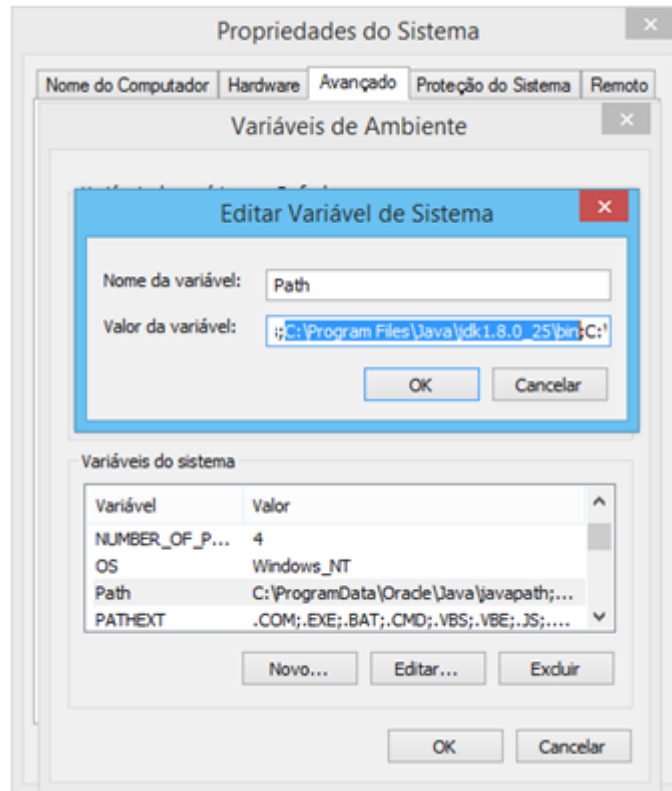 Propriedades do Sistema
Nome do Computador Hardware Avançado Proteção do Sistema Remoto
Variáveis de Ambiente
Editar Variável de Sistema
Nome da variável: Path
Valor da variável: ;C:\Program Files\Java\jdk1.8.0_25\bin;C:\
OK Cancelar
Variáveis do sistema
Variável Valor
NUMBER_OF_P... 4
OS Windows_NT
Path C:\ProgramData\Oracle\Java\javapath;...
PATHEXT .COM;.EXE;.BAT;.CMD;.VBS;.VBE;.JS;....
Novo... Editar... Excluir
OK Cancelar